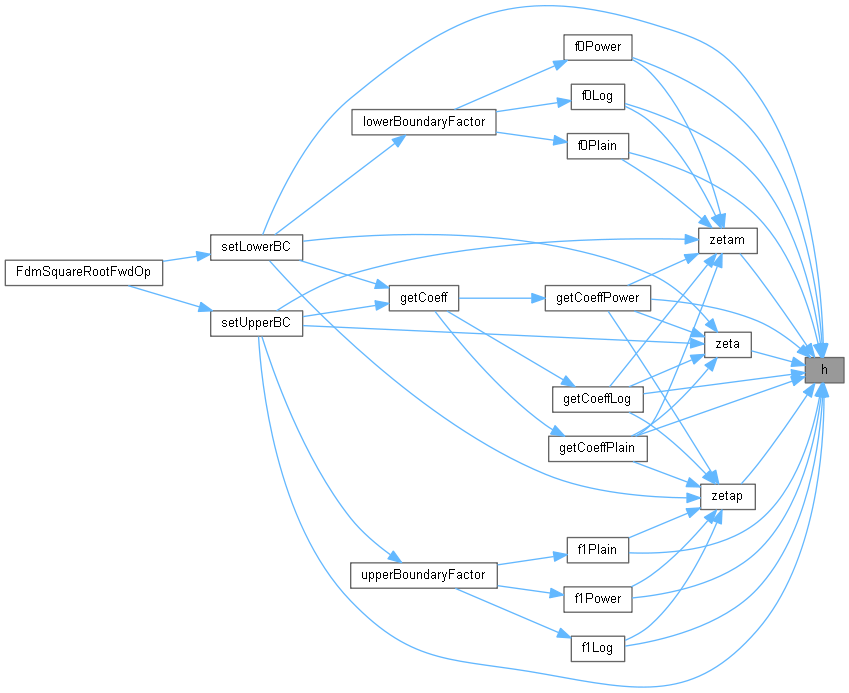 f0Power
f0Log
lowerBoundaryFactor
f0Plain
zetam
setLowerBC
FdmSquareRootFwdOp
getCoeff
getCoeffPower
setUpperBC
zeta
h
getCoeffLog
getCoeffPlain
zetap
f1Plain
upperBoundaryFactor
f1Power
f1Log